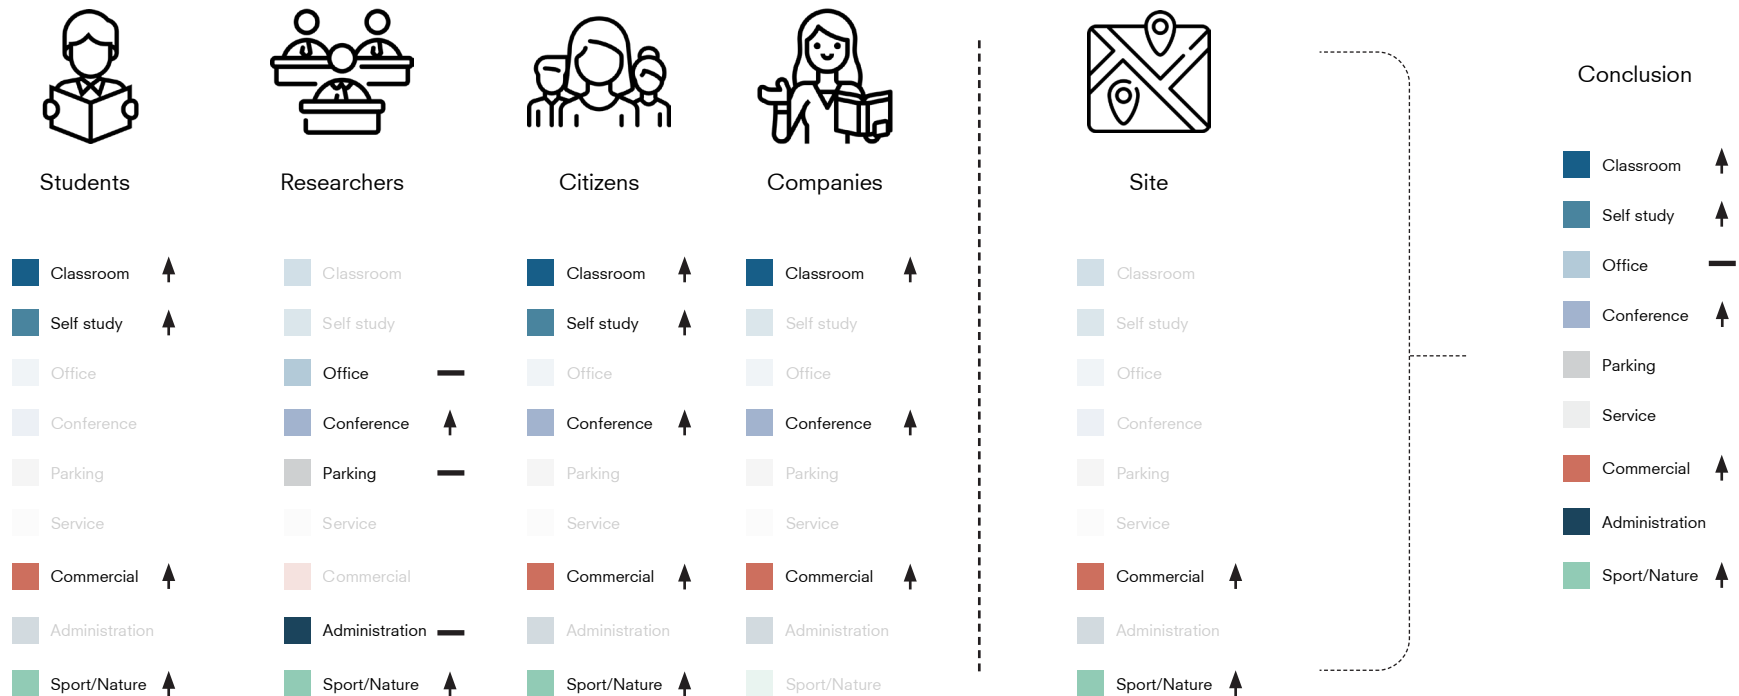 Conclusion
Students
Researchers
Citizens
Companies
Site
Classroom
Self study
Office
Conference
Parking
Service
Commercial
Administration
Sport/Nature
Classroom
Self study
Office
Conference
Parking
Service
Commercial
Administration
Sport/Nature
Classroom
Self study
Office
Conference
Parking
Service
Commercial
Administration
Sport/Nature
Classroom
Self study
Office
Conference
Parking
Service
Commercial
Administration
Sport/Nature
Classroom
Self study
Office
Conference
Parking
Service
Commercial
Administration
Sport/Nature
Classroom
Self study
Office
Conference
Parking
Service
Commercial
Administration
Sport/Nature